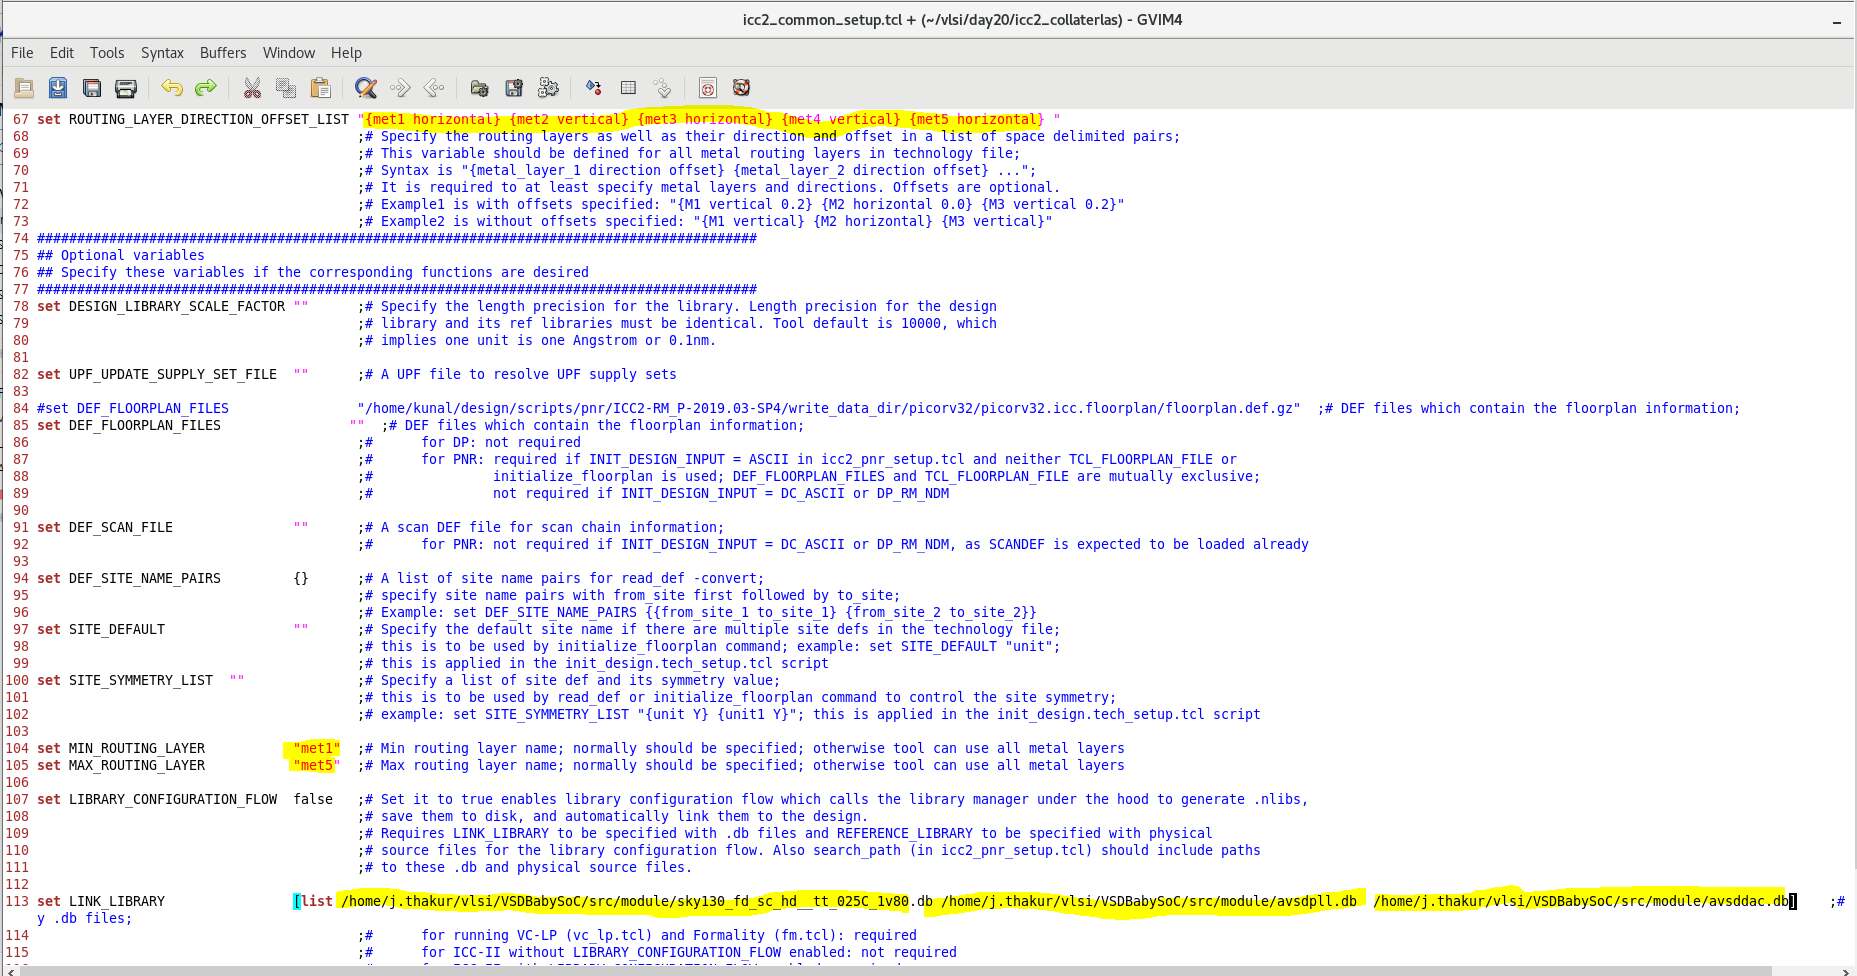 icc2_common_setup.tcl + (~/vlsi/day20/icc2_collaterlas) - GVIM4
File Edit Tools Syntax Buffers Window Help
67 set ROUTING_LAYER_DIRECTION_OFFSET_LIST "{met1 horizontal} {met2 vertical} {met3 horizontal} {met4 vertical} {met5 horizontal} "
68 ;# Specify the routing layers as well as their direction and offset in a list of space delimited pairs;
69 ;# This variable should be defined for all metal routing layers in technology file;
70 ;# Syntax is "{metal_layer_1 direction offset} {metal_layer_2 direction offset} ...";
71 ;# It is required to at least specify metal layers and directions. Offsets are optional.
72 ;# Example1 is with offsets specified: "{M1 vertical 0.2} {M2 horizontal 0.0} {M3 vertical 0.2}"
73 ;# Example2 is without offsets specified: "{M1 vertical} {M2 horizontal} {M3 vertical}"
74 ##########################################################################################
75 ## Optional variables
76 ## Specify these variables if the corresponding functions are desired
77 ##########################################################################################
78 set DESIGN_LIBRARY_SCALE_FACTOR "" ;# Specify the length precision for the library. Length precision for the design
79 ;# library and its ref libraries must be identical. Tool default is 10000, which
80 ;# implies one unit is one Angstrom or 0.1nm.
81
82 set UPF_UPDATE_SUPPLY_SET_FILE "" ;# A UPF file to resolve UPF supply sets
83
84 #set DEF_FLOORPLAN_FILES "/home/kunal/design/scripts/pnr/ICC2-RM_P-2019.03-SP4/write_data_dir/picorv32/picorv32.icc.floorplan/floorplan.def.gz" ;# DEF files which contain the floorplan information;
85 set DEF_FLOORPLAN_FILES "" ;# DEF files which contain the floorplan information;
86 ;# for DP: not required
87 ;# for PNR: required if INIT_DESIGN_INPUT = ASCII in icc2_pnr_setup.tcl and neither TCL_FLOORPLAN_FILE or
88 ;# initialize_floorplan is used; DEF_FLOORPLAN_FILES and TCL_FLOORPLAN_FILE are mutually exclusive;
89 ;# not required if INIT_DESIGN_INPUT = DC_ASCII or DP_RM_NDM
90
91 set DEF_SCAN_FILE "" ;# A scan DEF file for scan chain information;
92 ;# for PNR: not required if INIT_DESIGN_INPUT = DC_ASCII or DP_RM_NDM, as SCANDEF is expected to be loaded already
93
94 set DEF_SITE_NAME_PAIRS {} ;# A list of site name pairs for read_def -convert;
95 ;# specify site name pairs with from_site first followed by to_site;
96 ;# Example: set DEF_SITE_NAME_PAIRS {{from_site_1 to_site_1} {from_site_2 to_site_2}}
97 set SITE_DEFAULT "" ;# Specify the default site name if there are multiple site defs in the technology file;
98 ;# this is to be used by initialize_floorplan command; example: set SITE_DEFAULT "unit";
99 ;# this is applied in the init_design.tech_setup.tcl script
100 set SITE_SYMMETRY_LIST "" ;# Specify a list of site def and its symmetry value;
101 ;# this is to be used by read_def or initialize_floorplan command to control the site symmetry;
102 ;# example: set SITE_SYMMETRY_LIST "{unit Y} {unit1 Y}"; this is applied in the init_design.tech_setup.tcl script
103
104 set MIN_ROUTING_LAYER "met1" ;# Min routing layer name; normally should be specified; otherwise tool can use all metal layers
105 set MAX_ROUTING_LAYER "met5" ;# Max routing layer name; normally should be specified; otherwise tool can use all metal layers
106
107 set LIBRARY_CONFIGURATION_FLOW false ;# Set it to true enables library configuration flow which calls the library manager under the hood to generate .nlibs,
108 ;# save them to disk, and automatically link them to the design.
109 ;# Requires LINK_LIBRARY to be specified with .db files and REFERENCE_LIBRARY to be specified with physical
110 ;# source files for the library configuration flow. Also search_path (in icc2_pnr_setup.tcl) should include paths
111 ;# to these .db and physical source files.
112
113 set LINK_LIBRARY [list /home/j.thakur/vlsi/VSDBabySoC/src/module/sky130_fd_sc_hd__tt_025C_1v80.db /home/j.thakur/vlsi/VSDBabySoC/src/module/avsdpll.db /home/j.thakur/vlsi/VSDBabySoC/src/module/avsddac.db] ;#
y .db files;
114 ;# for running VC-LP (vc_lp.tcl) and Formality (fm.tcl): required
115 ;# for ICC-II without LIBRARY_CONFIGURATION_FLOW enabled: not required